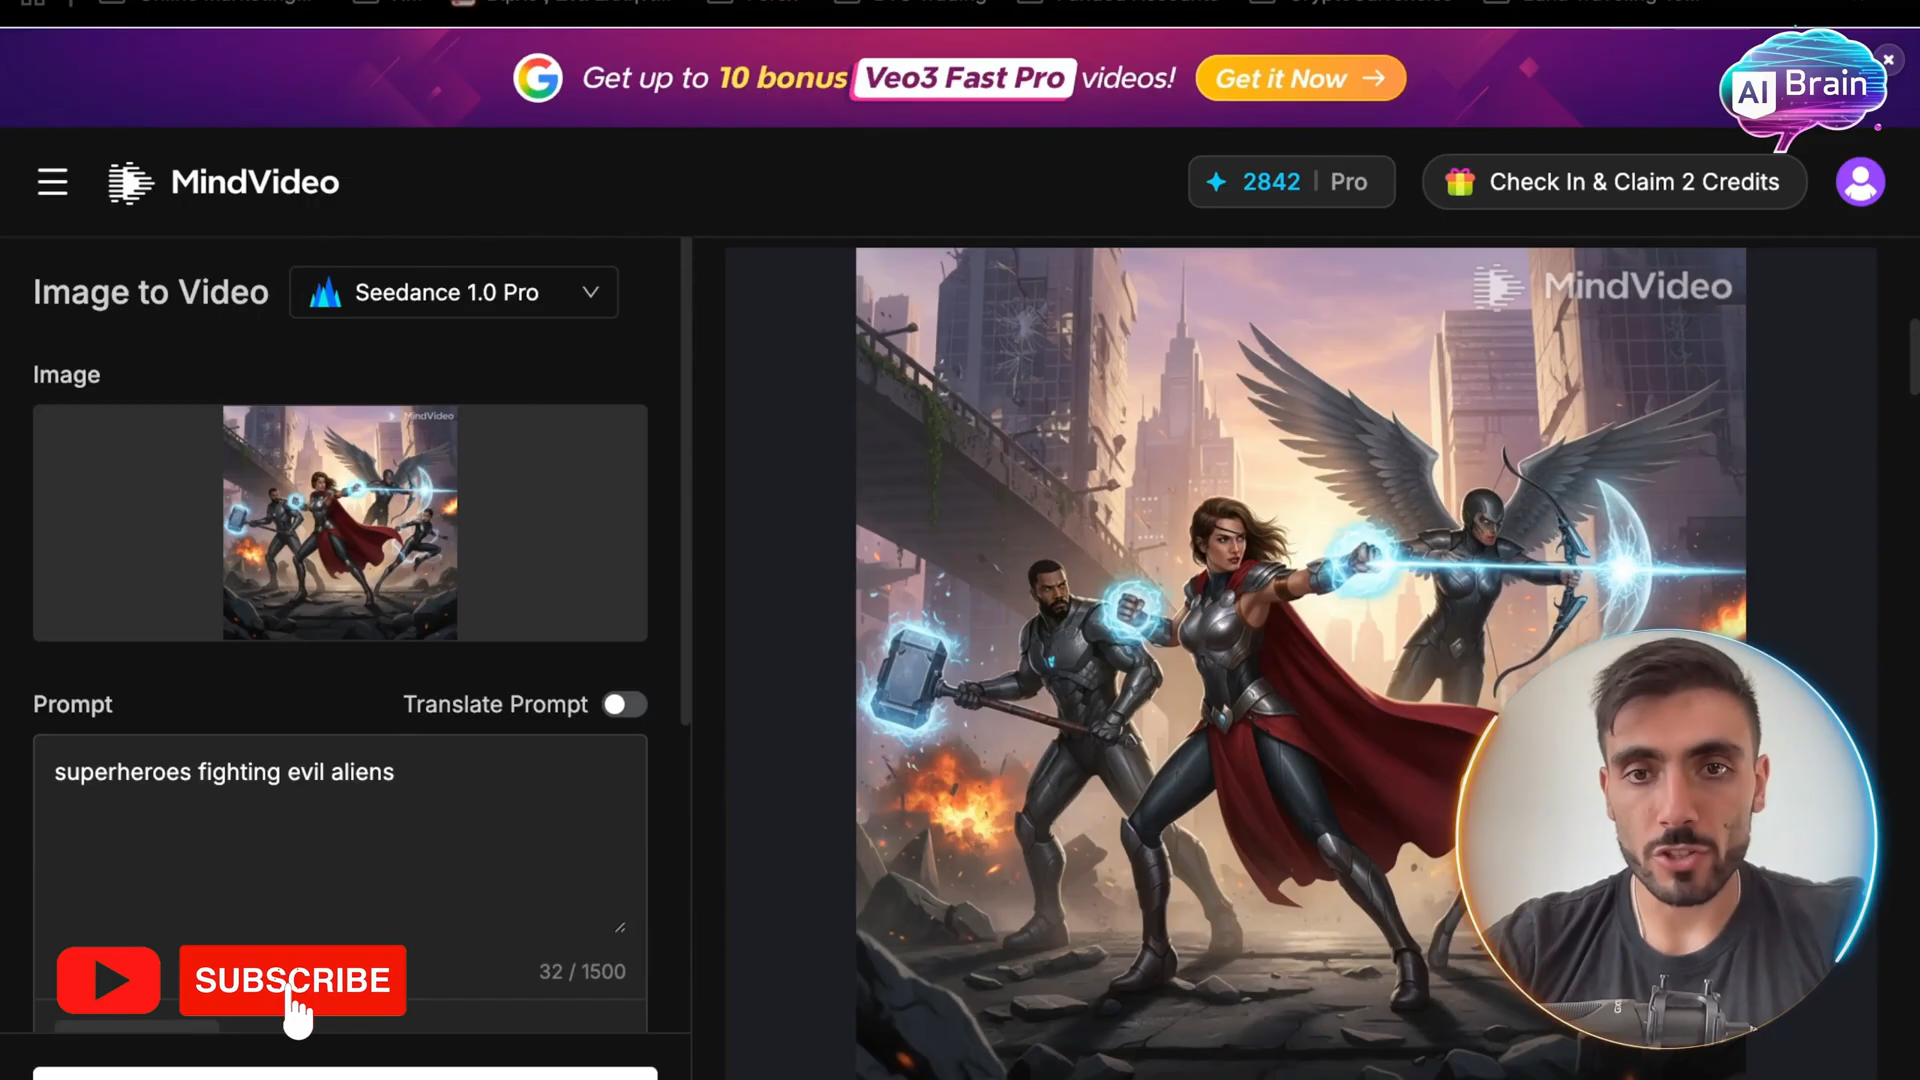 Get up to 10 bonus Veo3 Fast Pro videos! Get it Now →
AI Brain
MindVideo
2842 | Pro
Check In & Claim 2 Credits
Image to Video
Seedance 1.0 Pro
MindVideo
Image
MindVideo
Prompt
Translate Prompt
superheroes fighting evil aliens
32 / 1500
SUBSCRIBE